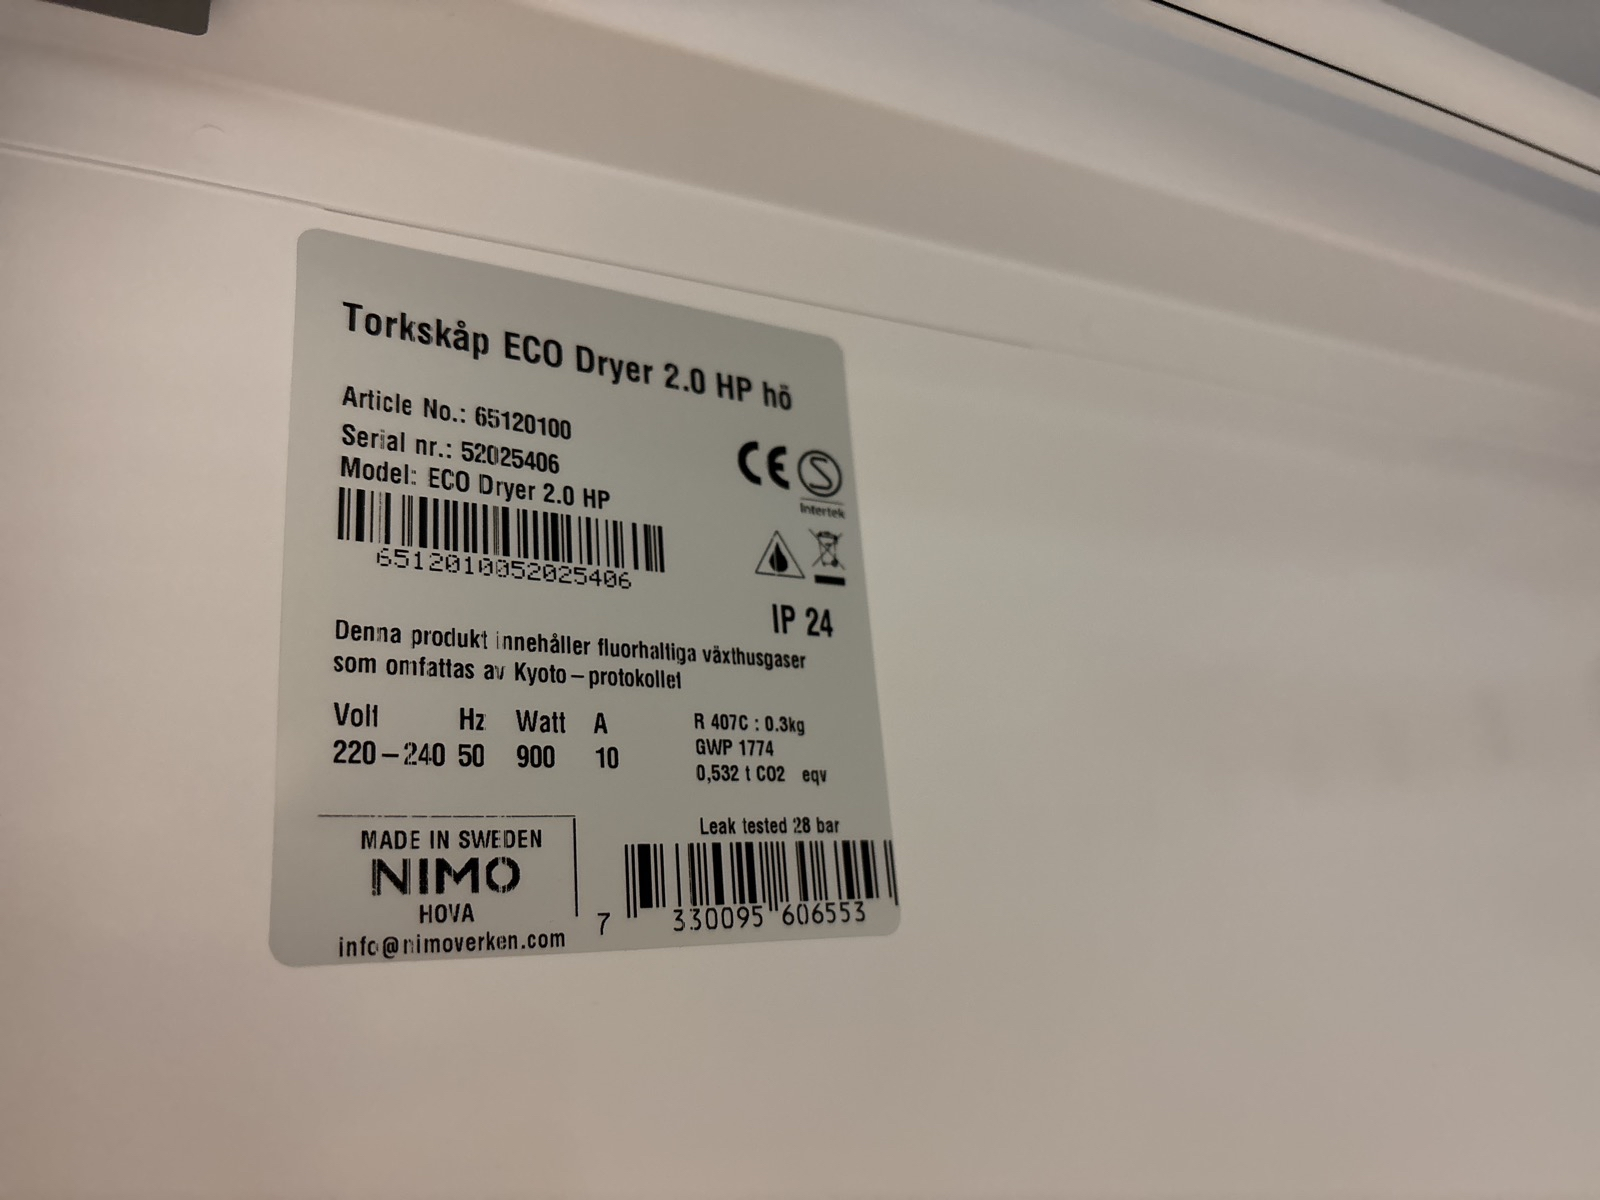 Torkskåp ECO Dryer 2.0 HP hö
Article No.: 65120100
Serial nr.: 52025406
Model: ECO Dryer 2.0 HP
6512010052025406
CE
S
Intertek
IP 24
Denna produkt innehåller fluorhaltiga växthusgaser
som omfattas av Kyoto-protokollet
Volt Hz Watt A
220-240 50 900 10
R 407C : 0.3kg
GWP 1774
0,532 t CO2 eqv
Leak tested 28 bar
MADE IN SWEDEN
NIMO
HOVA
info@nimoverken.com
7 330095 606553